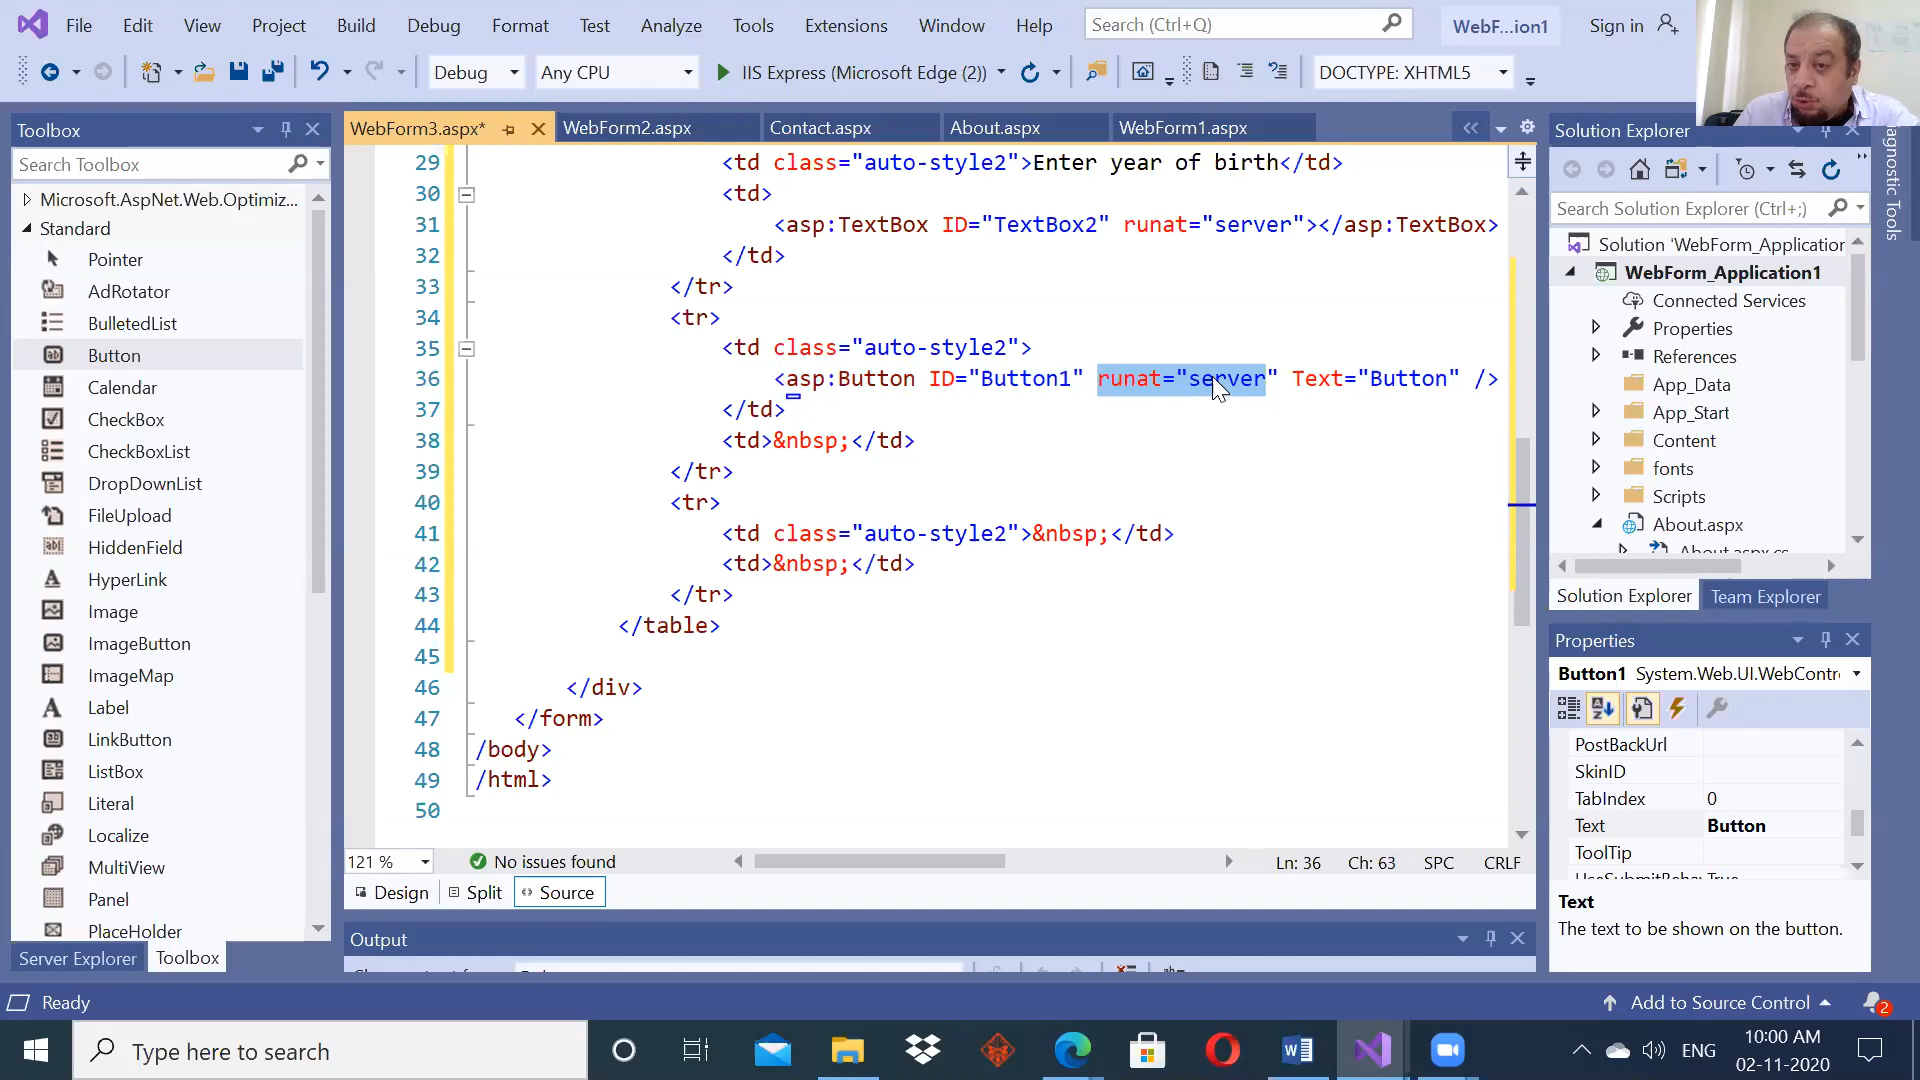 File Edit View Project Build Debug Format Test Analyze Tools Extensions Window Help Search (Ctrl+Q) WebF...ion1 Sign in
Debug Any CPU IIS Express (Microsoft Edge (2)) DOCTYPE: XHTML5
Toolbox
Search Toolbox
Microsoft.AspNet.Web.Optimiz...
Standard
Pointer
AdRotator
BulletedList
Button
Calendar
CheckBox
CheckBoxList
DropDownList
FileUpload
HiddenField
HyperLink
Image
ImageButton
ImageMap
Label
LinkButton
ListBox
Literal
Localize
MultiView
Panel
PlaceHolder
Server Explorer Toolbox
WebForm3.aspx* WebForm2.aspx Contact.aspx About.aspx WebForm1.aspx
29 <td class="auto-style2">Enter year of birth</td>
30 <td>
31 <asp:TextBox ID="TextBox2" runat="server"></asp:TextBox>
32 </td>
33 </tr>
34 <tr>
35 <td class="auto-style2">
36 <asp:Button ID="Button1" runat="server" Text="Button" />
37 </td>
38 <td>&nbsp;</td>
39 </tr>
40 <tr>
41 <td class="auto-style2">&nbsp;</td>
42 <td>&nbsp;</td>
43 </tr>
44 </table>
45
46 </div>
47 </form>
48 /body>
49 /html>
50
121 % No issues found Ln: 36 Ch: 63 SPC CRLF
Design Split Source
Output
Solution Explorer
Search Solution Explorer (Ctrl+;)
Solution 'WebForm_Application
WebForm_Application1
Connected Services
Properties
References
App_Data
App_Start
Content
fonts
Scripts
About.aspx
About.aspx.cs
Solution Explorer Team Explorer
agnostic Tools
Properties
Button1 System.Web.UI.WebContr
PostBackUrl
SkinID
TabIndex 0
Text Button
ToolTip
UseSubmitBehav True
Text
The text to be shown on the button.
Ready Add to Source Control 2
Type here to search ENG 10:00 AM
02-11-2020